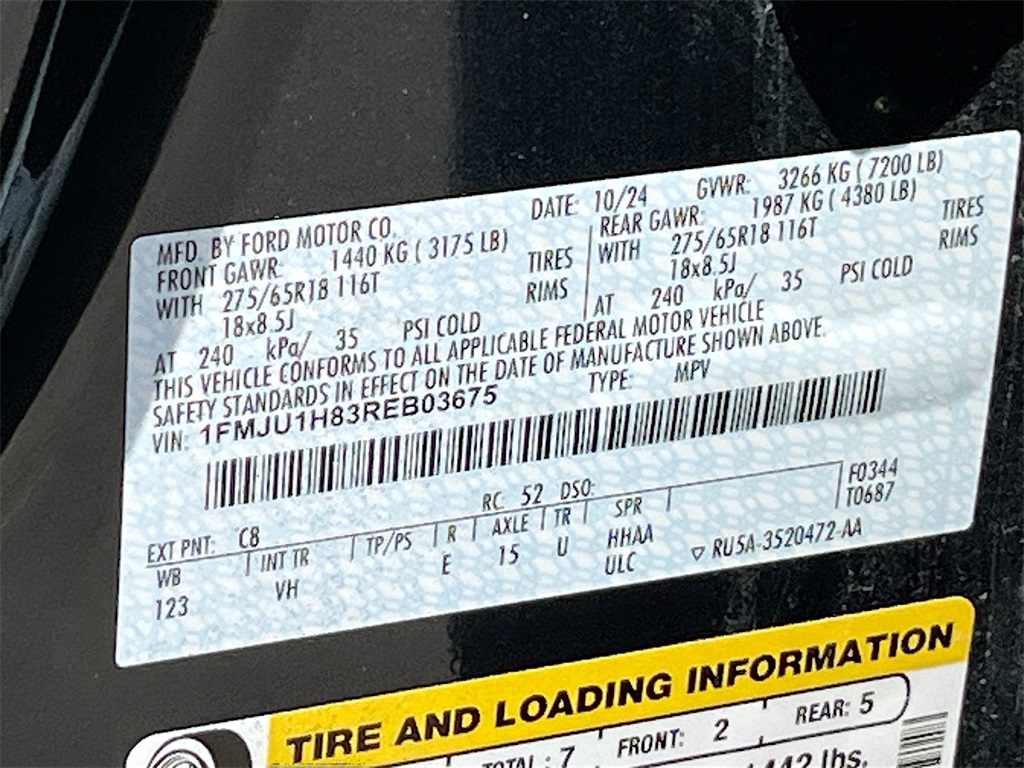 MFD. BY FORD MOTOR CO.
DATE: 10/24 GVWR: 3266 KG ( 7200 LB)
FRONT GAWR: 1440 KG ( 3175 LB)
REAR GAWR: 1987 KG ( 4380 LB)
WITH 275/65R18 116T TIRES
WITH 275/65R18 116T TIRES
18x8.5J RIMS
18x8.5J RIMS
AT 240 kPa/ 35 PSI COLD
AT 240 kPa/ 35 PSI COLD
THIS VEHICLE CONFORMS TO ALL APPLICABLE FEDERAL MOTOR VEHICLE
SAFETY STANDARDS IN EFFECT ON THE DATE OF MANUFACTURE SHOWN ABOVE.
VIN: 1FMJU1H83REB03675 TYPE: MPV
EXT PNT: C8 RC: 52 DSO: F0344
WB INT TR TP/PS R AXLE TR SPR T0687
123 VH E 15 U HHAA
ULC RU5A-3520472-AA
TIRE AND LOADING INFORMATION
TOTAL : 7 FRONT: 2 REAR: 5
lbs.